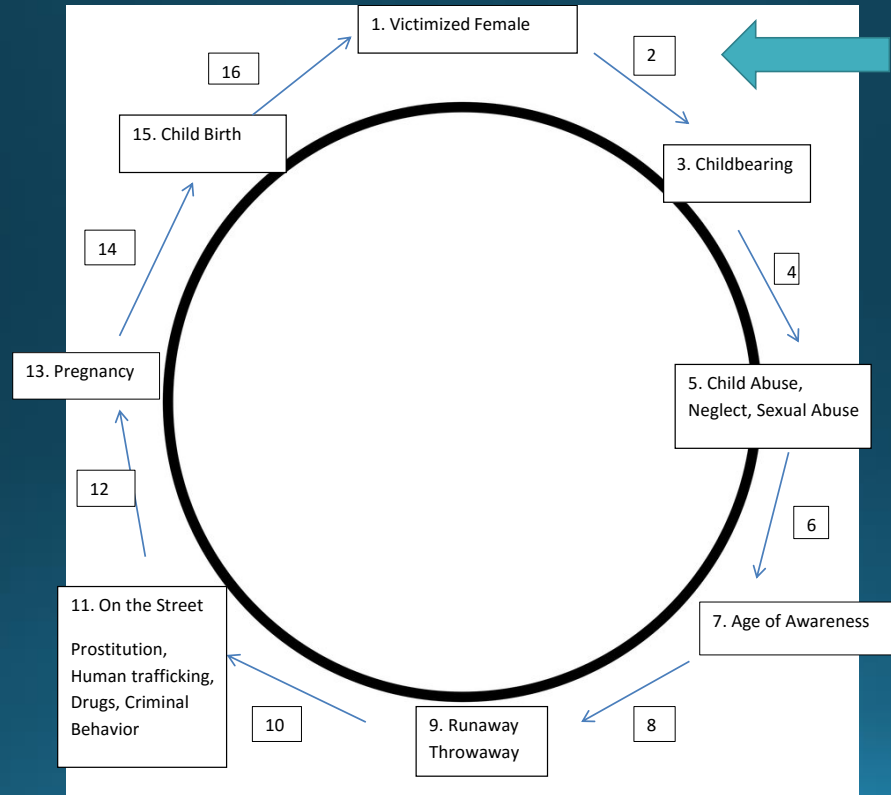 1. Victimized Female
2
3. Childbearing
4
5. Child Abuse,
Neglect, Sexual Abuse
6
7. Age of Awareness
8
9. Runaway
Throwaway
10
11. On the Street
Prostitution,
Human trafficking,
Drugs, Criminal
Behavior
12
13. Pregnancy
14
15. Child Birth
16